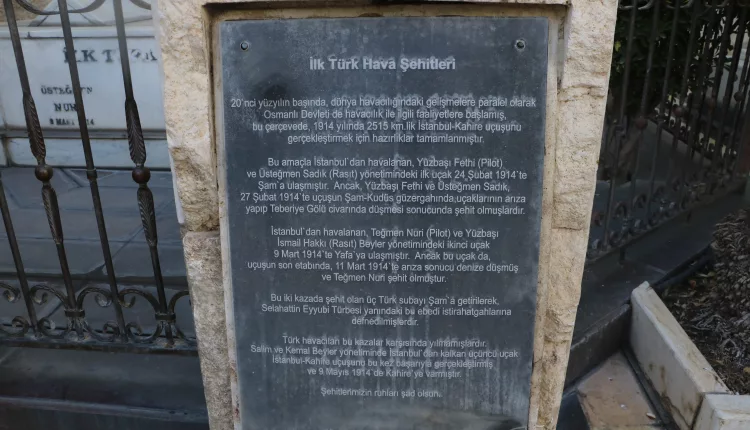 İLK TÜRK
ÜSTEĞM'N
NUR
9 MART 14
İlk Türk Hava Şehitleri
20'nci yüzyılın başında, dünya havacılığındaki gelişmelere paralel olarak
Osmanlı Devleti de havacılık ile ilgili faaliyetlere başlamış,
bu çerçevede, 1914 yılında 2515 km.lik İstanbul-Kahire uçuşunu
gerçekleştirmek için hazırlıklar tamamlanmıştır.
Bu amaçla İstanbul'dan havalanan, Yüzbaşı Fethi (Pilot)
ve Üsteğmen Sadık (Rasıt) yönetimindeki ilk uçak 24 Şubat 1914'te
Şam'a ulaşmıştır. Ancak, Yüzbaşı Fethi ve Üsteğmen Sadık,
27 Şubat 1914'te uçuşun Şam-Kudüs güzergahında,uçaklarının arıza
yapıp Teberiye Gölü civarında düşmesi sonucunda şehit olmuşlardır.
İstanbul'dan havalanan, Teğmen Nuri (Pilot) ve Yüzbaşı
İsmail Hakkı (Rasıt) Beyler yönetimindeki ikinci uçak
9 Mart 1914'te Yafa'ya ulaşmıştır. Ancak bu uçak da,
uçuşun son etabında, 11 Mart 1914'te arıza sonucu denize düşmüş
ve Teğmen Nuri şehit olmuştur.
Bu iki kazada şehit olan üç Türk subayı Şam'a getirilerek,
Selahattin Eyyubi Türbesi yanındaki bu ebedi istirahatgahlarına
defnedilmişlerdir.
Türk havacıları bu kazalar karşısında yılmamışlardır.
Salim ve Kemal Beyler yönetiminde İstanbul'dan kalkan üçüncü uçak
İstanbul-Kahire uçuşunu bu kez başarıyla gerçekleştirmiş
ve 9 Mayıs 1914'de Kahire'ye varmıştır.
Şehitlerimizin ruhları şad olsun.